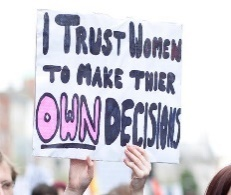 I TRUST WOMEN
TO MAKE THIER
OWN DECISIONS